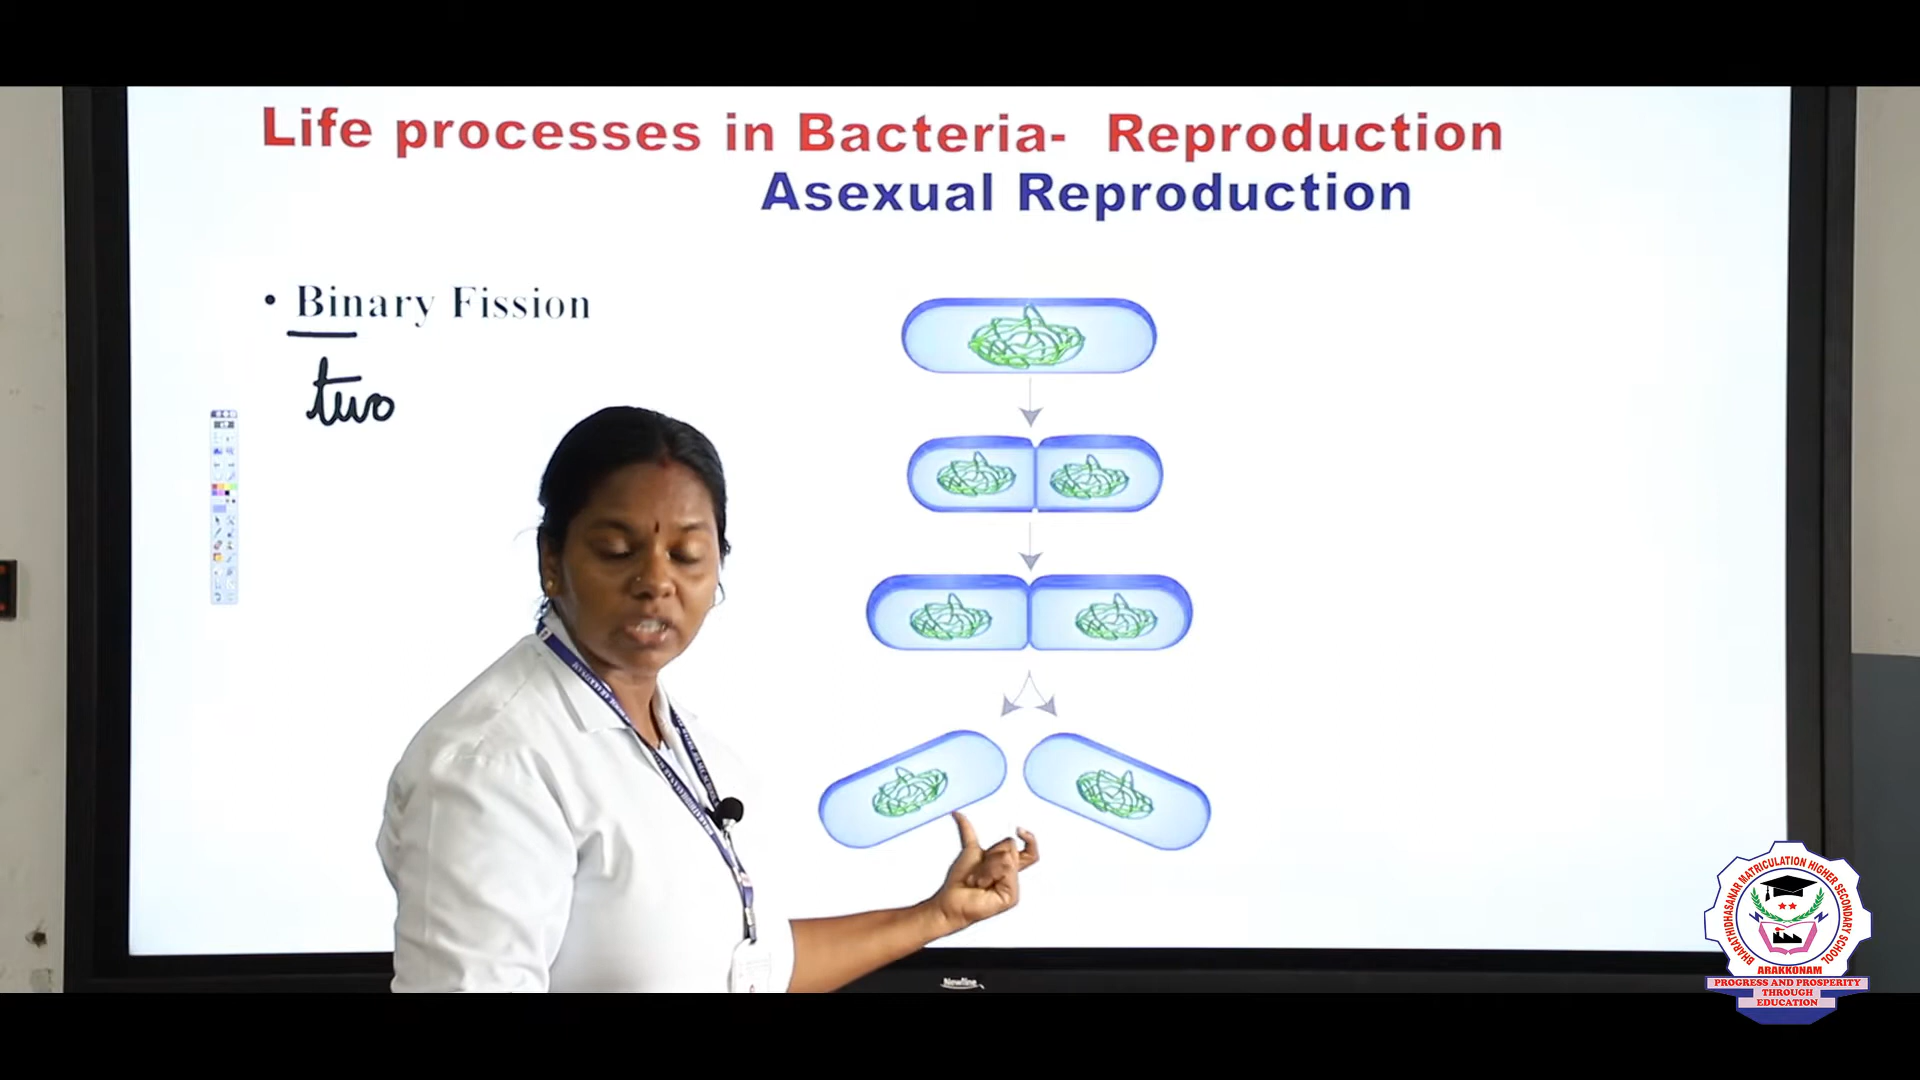 Life processes in Bacteria- Reproduction
Asexual Reproduction
• Binary Fission
two
Newline
BHARATHIDHASANAR MATRICULATION HIGHER SECONDARY SCHOOL
ARAKKONAM
PROGRESS AND PROSPERITY
THROUGH
EDUCATION